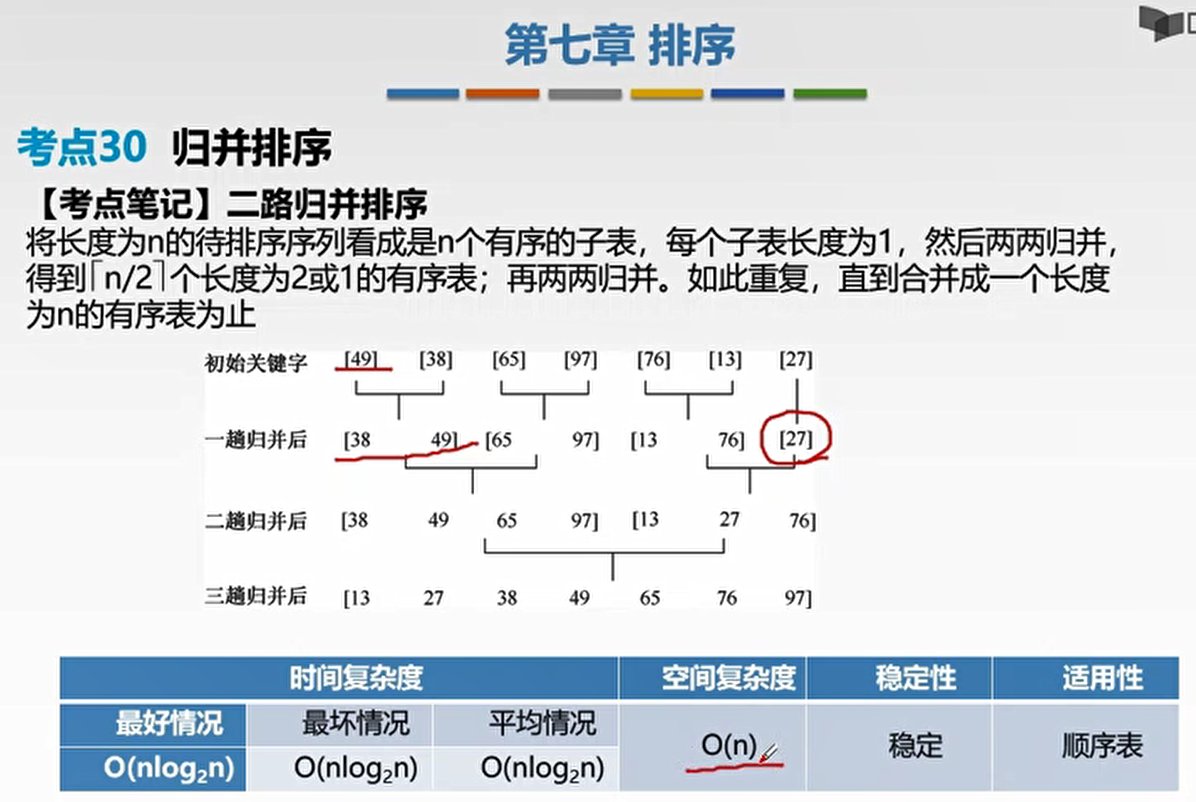 第七章 排序
考点30 归并排序
【考点笔记】二路归并排序
将长度为n的待排序序列看成是n个有序的子表，每个子表长度为1，然后两两归并，
得到⌈n/2⌉个长度为2或1的有序表；再两两归并。如此重复，直到合并成一个长度
为n的有序表为止
初始关键字 [49] [38] [65] [97] [76] [13] [27]
一趟归并后 [38 49] [65 97] [13 76] [27]
二趟归并后 [38 49 65 97] [13 27 76]
三趟归并后 [13 27 38 49 65 76 97]
时间复杂度 空间复杂度 稳定性 适用性
最好情况 最坏情况 平均情况
O(n) 稳定 顺序表
O(nlog₂n) O(nlog₂n) O(nlog₂n)